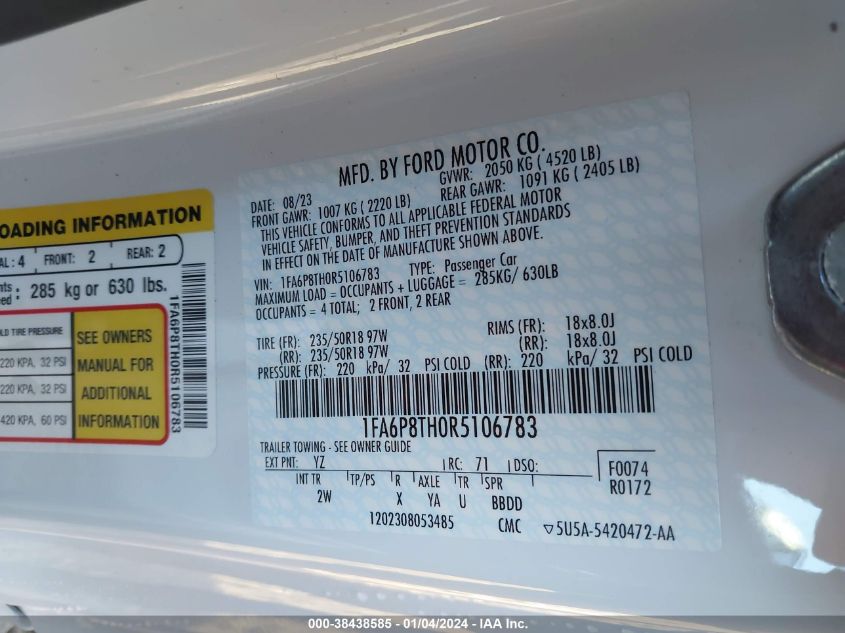 OADING INFORMATION
AL: 4 FRONT: 2 REAR: 2
nts
ed: 285 kg or 630 lbs.
LD TIRE PRESSURE
220 KPA, 32 PSI
220 KPA, 32 PSI
420 KPA, 60 PSI
SEE OWNERS
MANUAL FOR
ADDITIONAL
INFORMATION
1FA6P8TH0R5106783
MFD. BY FORD MOTOR CO.
DATE: 08/23 GVWR: 2050 KG ( 4520 LB)
FRONT GAWR: 1007 KG ( 2220 LB) REAR GAWR: 1091 KG ( 2405 LB)
THIS VEHICLE CONFORMS TO ALL APPLICABLE FEDERAL MOTOR
VEHICLE SAFETY, BUMPER, AND THEFT PREVENTION STANDARDS
IN EFFECT ON THE DATE OF MANUFACTURE SHOWN ABOVE.
VIN: 1FA6P8TH0R5106783 TYPE: Passenger Car
MAXIMUM LOAD = OCCUPANTS + LUGGAGE = 285KG/ 630LB
OCCUPANTS = 4 TOTAL; 2 FRONT, 2 REAR
TIRE (FR): 235/50R18 97W RIMS (FR): 18x8.0J
(RR): 235/50R18 97W (RR): 18x8.0J
PRESSURE (FR): 220 kPa/ 32 PSI COLD (RR): 220 kPa/ 32 PSI COLD
1FA6P8TH0R5106783
TRAILER TOWING - SEE OWNER GUIDE
EXT PNT: YZ RC: 71 DSO: F0074
R0172
INT TR TP/PS R AXLE TR SPR
2W X YA U BBDD
1202308053485 CMC ▽5U5A-5420472-AA
000-38438585 - 01/04/2024 - IAA Inc.